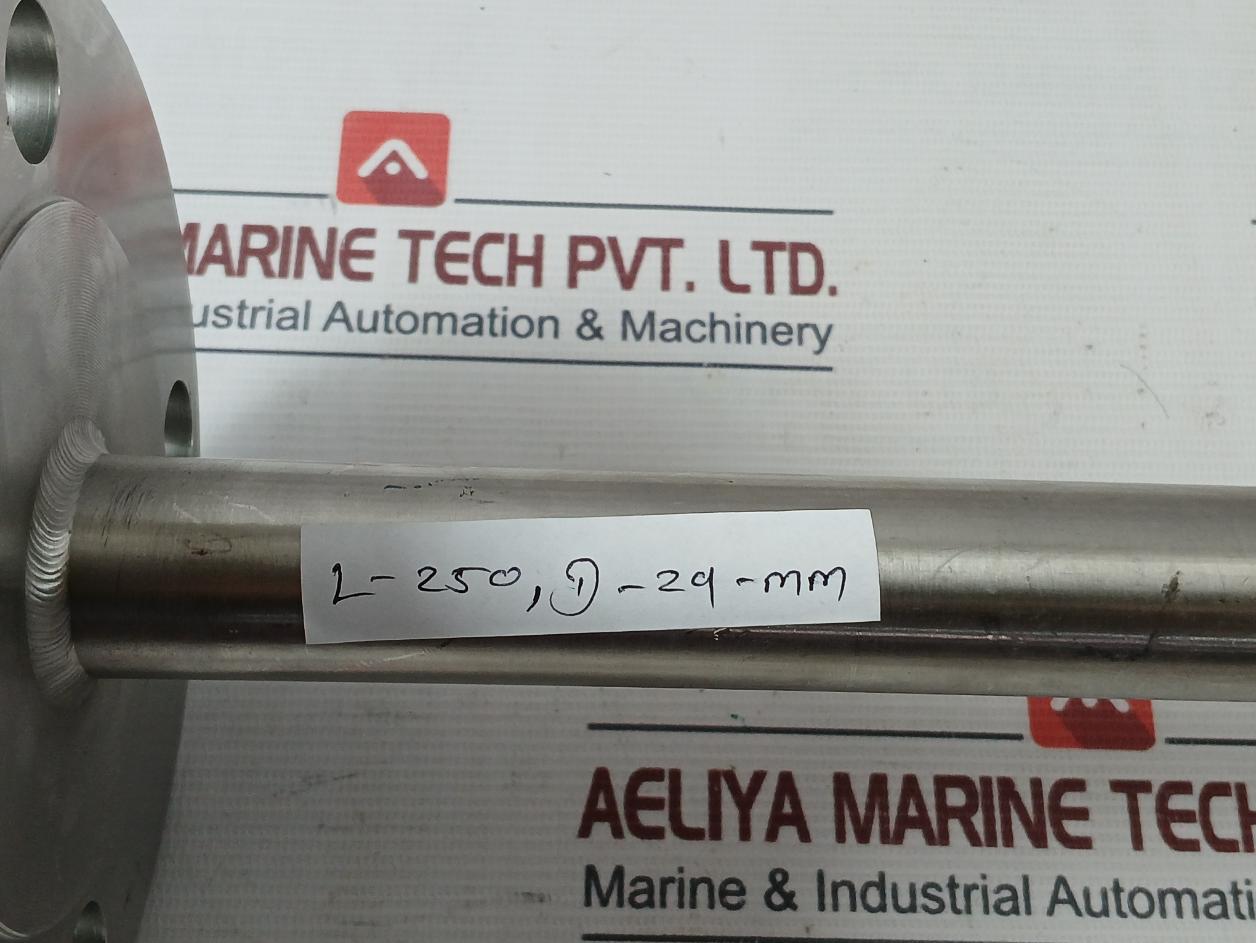 MARINE TECH PVT. LTD.
ustrial Automation & Machinery
L-250, D-29-mm
AELIYA MARINE TECH
Marine & Industrial Automati